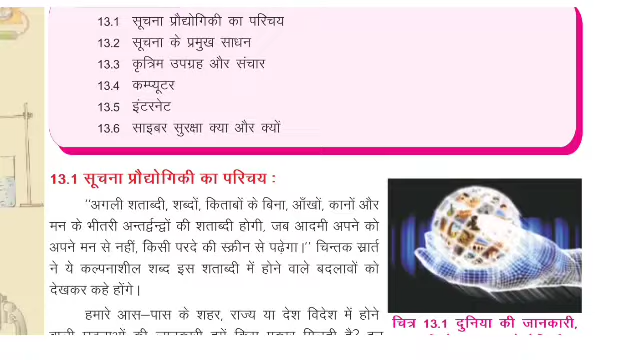 13.1 सूचना प्रौद्योगिकी का परिचय
13.2 सूचना के प्रमुख साधन
13.3 कृत्रिम उपग्रह और संचार
13.4 कम्प्यूटर
13.5 इंटरनेट
13.6 साइबर सुरक्षा क्या और क्यों
13.1 सूचना प्रौद्योगिकी का परिचय :
"अगली शताब्दी, शब्दों, किताबों के बिना, आँखों, कानों और
मन के भीतरी अन्तर्द्वन्द्वों की शताब्दी होगी, जब आदमी अपने को
अपने मन से नहीं, किसी परदे की स्क्रीन से पढ़ेगा।" चिन्तक स्रार्त
ने ये कल्पनाशील शब्द इस शताब्दी में होने वाले बदलावों को
देखकर कहे होंगे।
हमारे आस–पास के शहर, राज्य या देश विदेश में होने
चित्र 13.1 दुनिया की जानकारी,